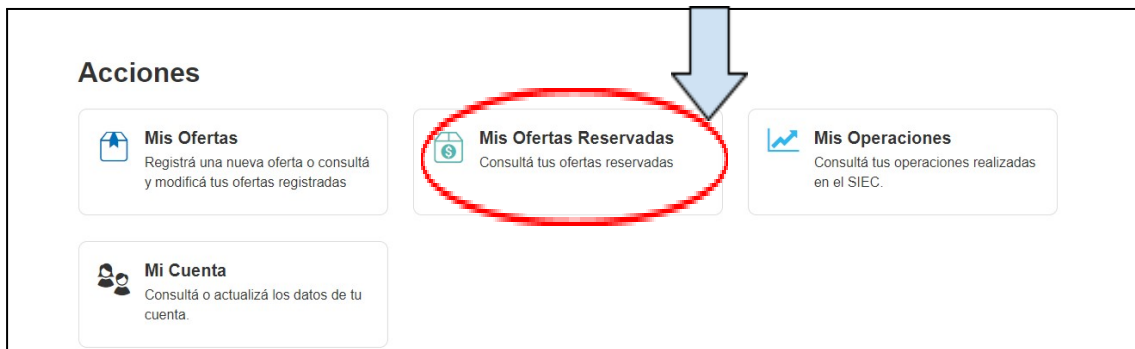 Acciones
Mis Ofertas
Registrá una nueva oferta o consultá
y modificá tus ofertas registradas
Mis Ofertas Reservadas
Consultá tus ofertas reservadas
Mis Operaciones
Consultá tus operaciones realizadas
en el SIEC.
Mi Cuenta
Consultá o actualizá los datos de tu
cuenta.